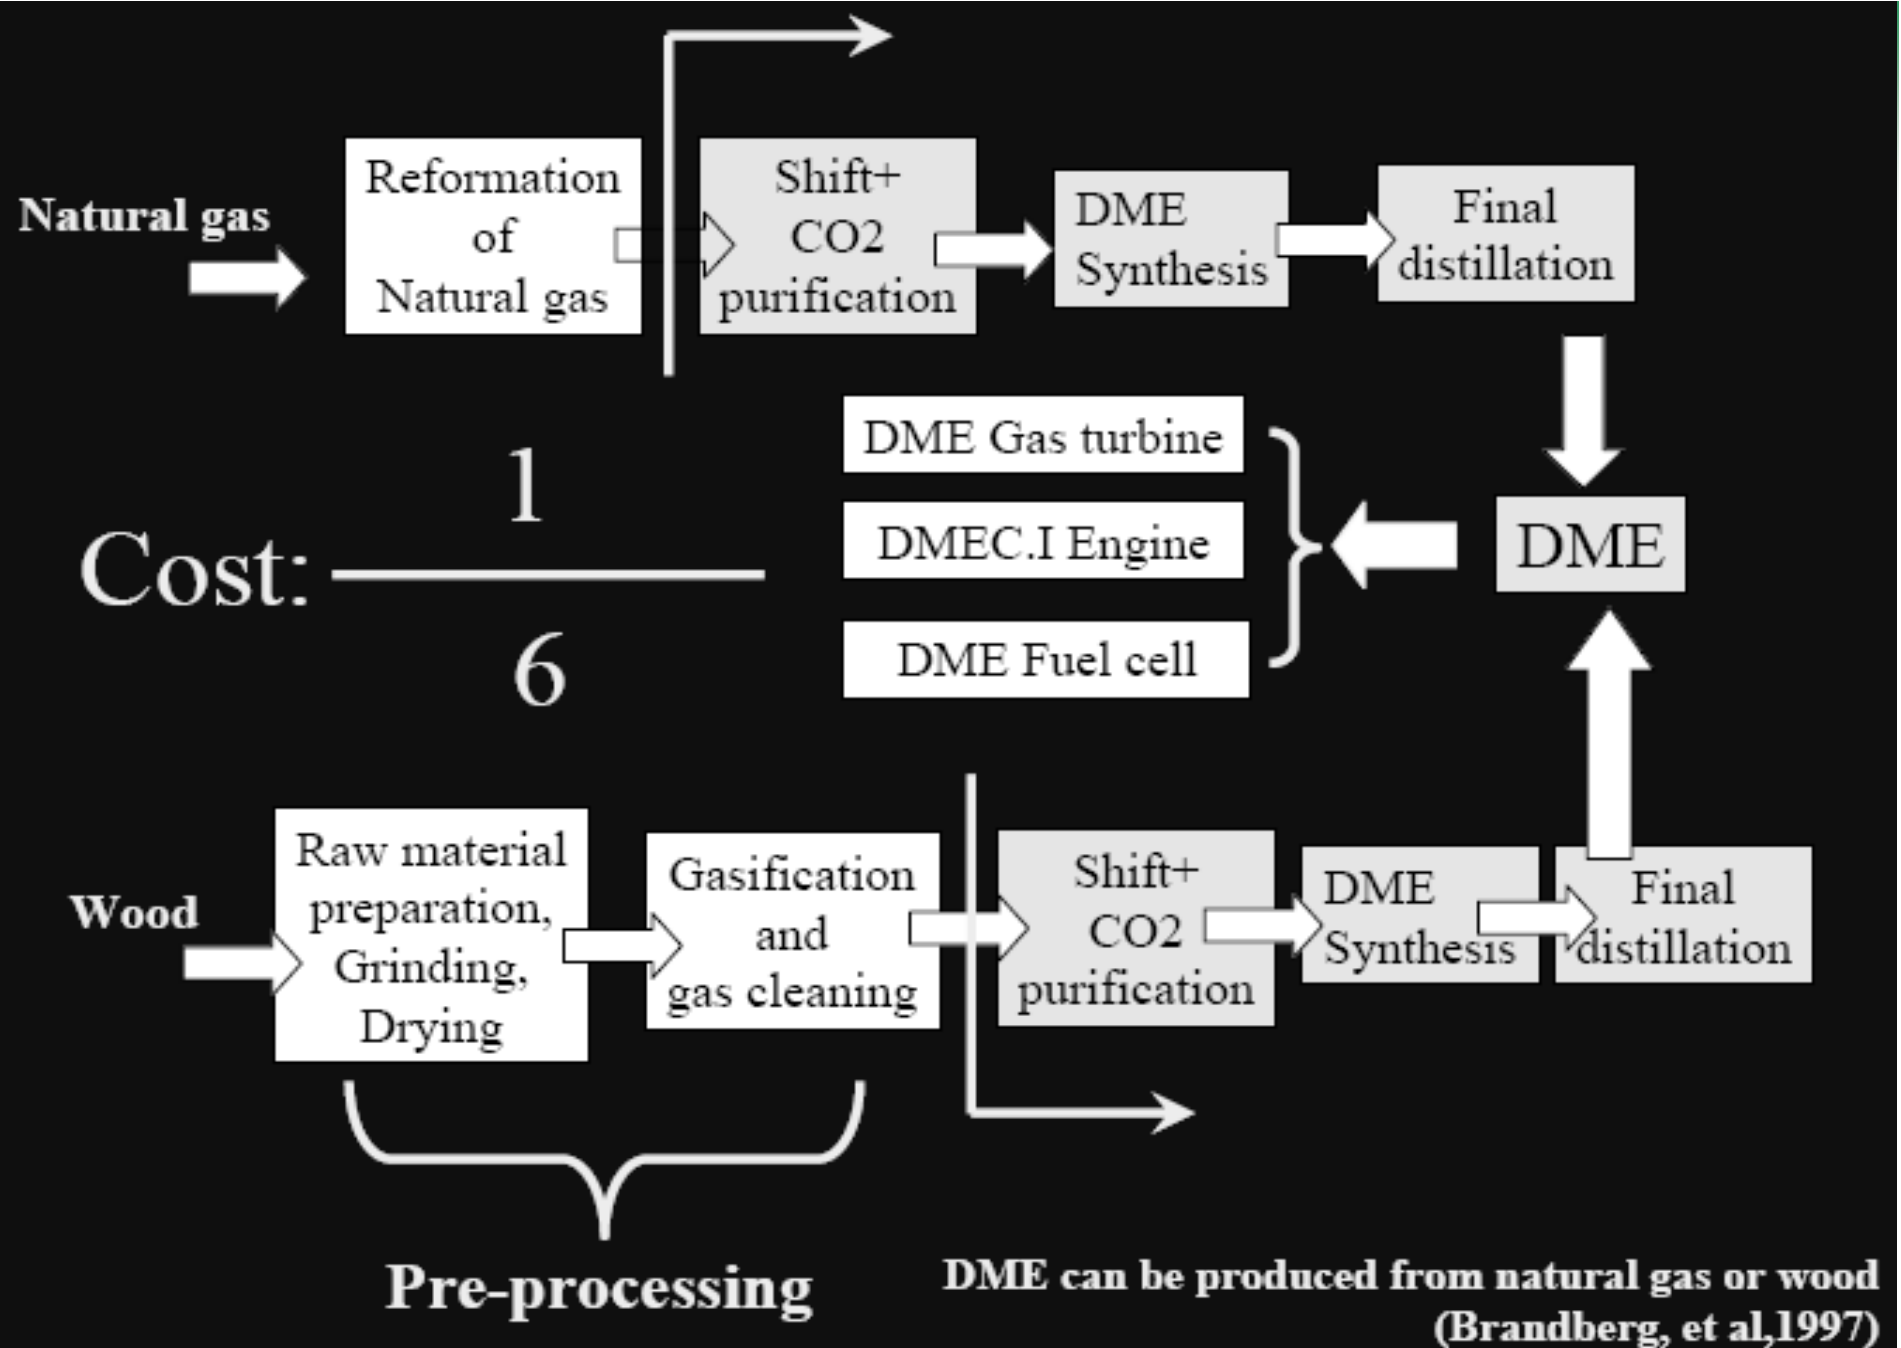 Natural gas
Reformation
of
Natural gas
Shift+
CO2
purification
DME
Synthesis
Final
distillation
Cost:
1
6
DME Gas turbine
DMEC.I Engine
DME Fuel cell
DME
Wood
Raw material
preparation,
Grinding,
Drying
Gasification
and
gas cleaning
Shift+
CO2
purification
DME
Synthesis
Final
distillation
Pre-processing
DME can be produced from natural gas or wood
(Brandberg, et al,1997)